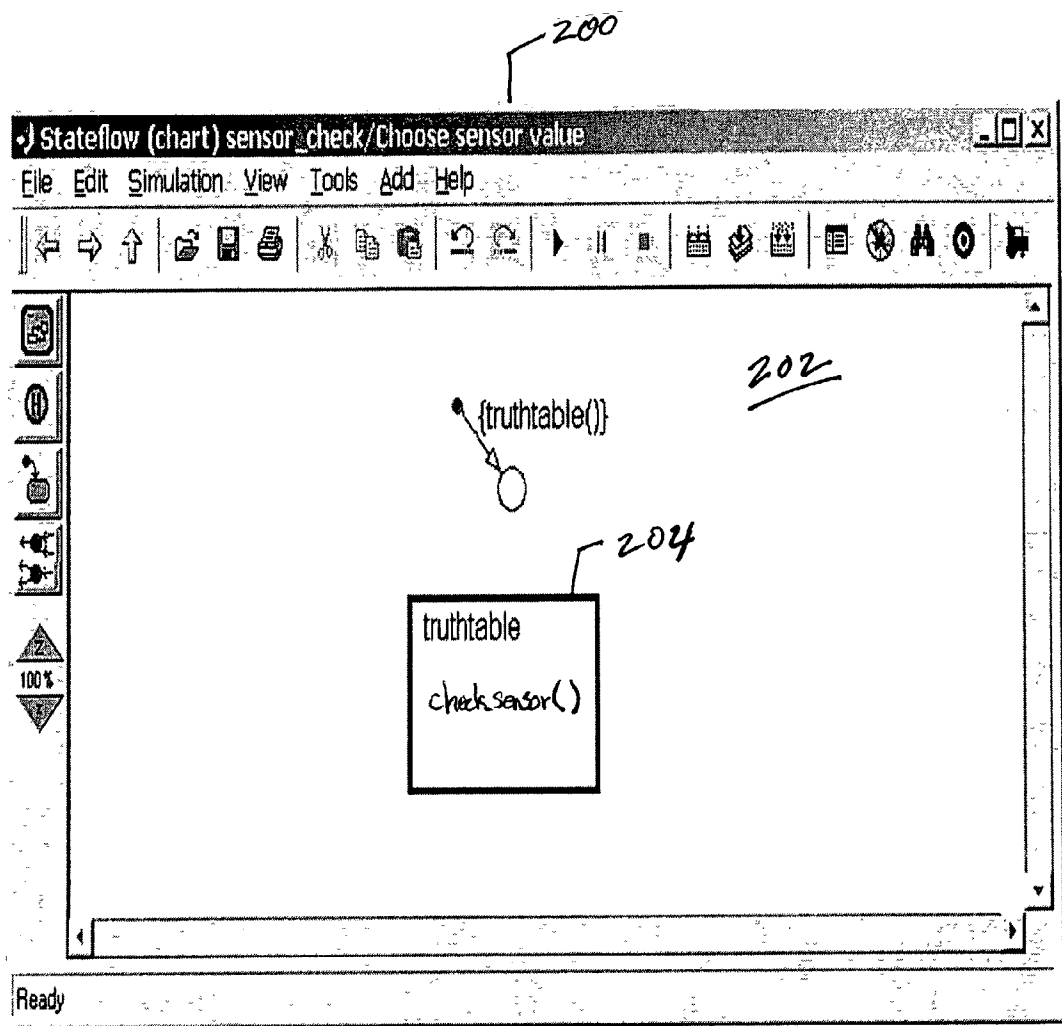 200
Stateflow (chart) sensor_check/Choose sensor value
File Edit Simulation View Tools Add Help
202
{truthtable()}
H
204
truthtable
check_sensor()
Z
100%
z
Ready